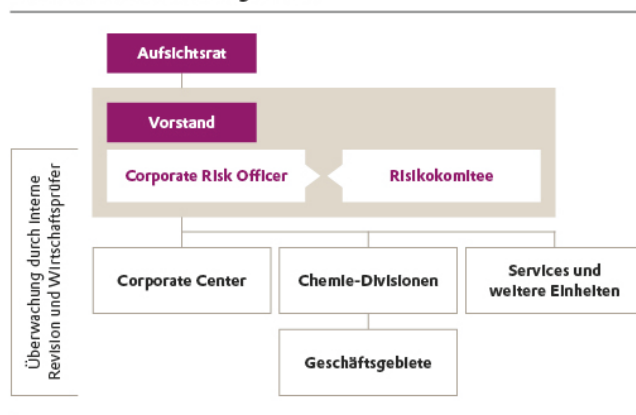 Aufsichtsrat
Vorstand
Corporate Risk Officer
Risikokomitee
Überwachung durch Interne
Revision und Wirtschaftsprüfer
Corporate Center
Chemie-Divisionen
Services und
weitere Einheiten
Geschäftsgebiete